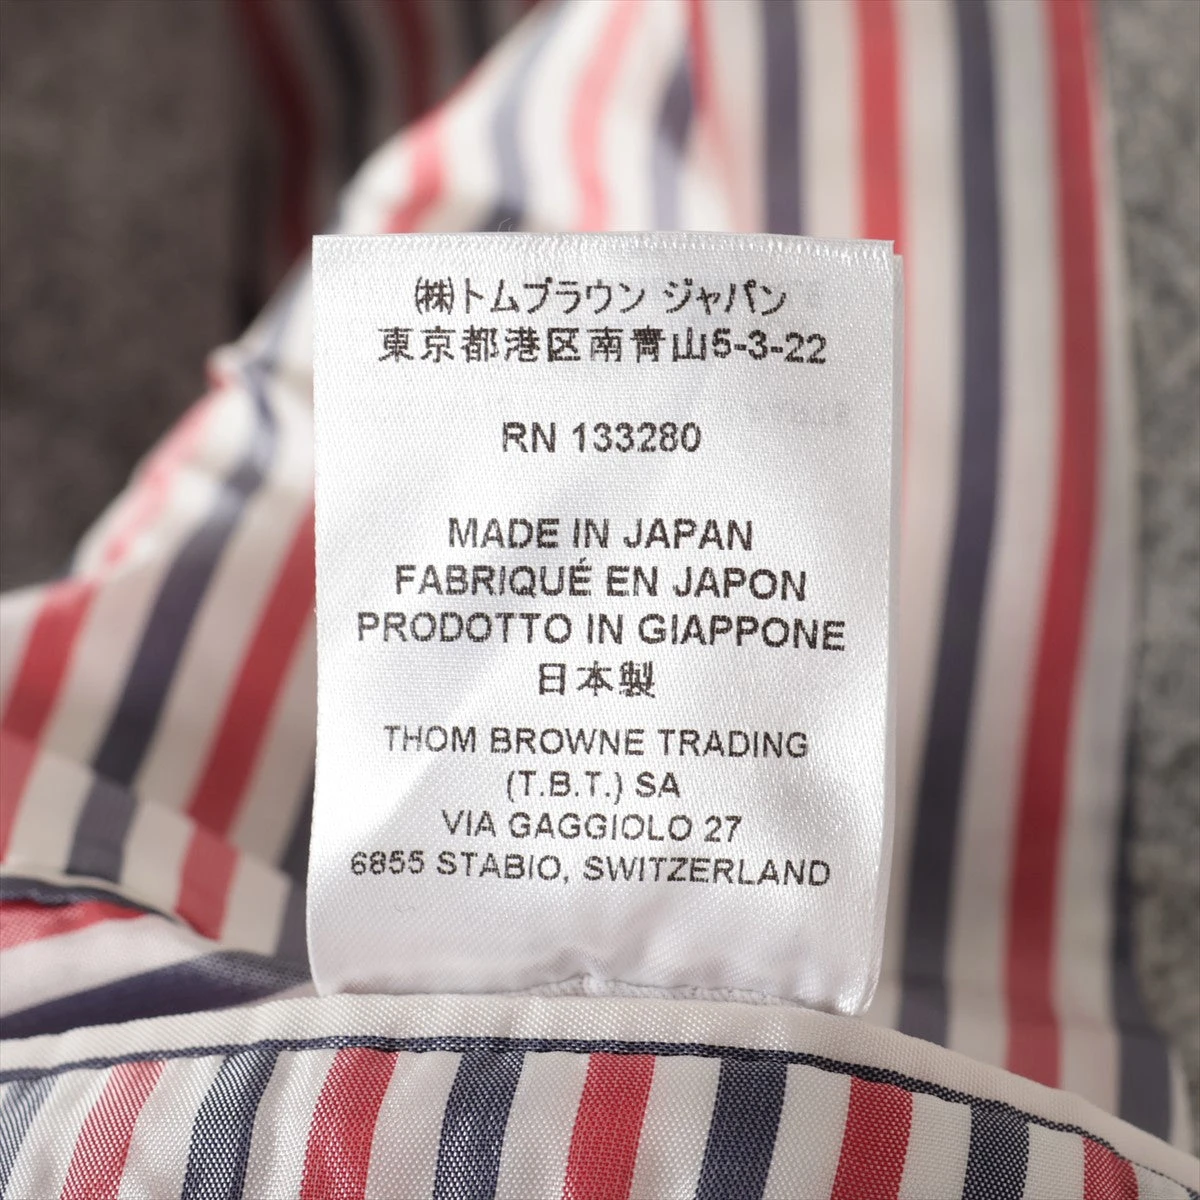 ㈱トムブラウン ジャパン
東京都港区南青山5-3-22
RN 133280
MADE IN JAPAN
FABRIQUÉ EN JAPON
PRODOTTO IN GIAPPONE
日本製
THOM BROWNE TRADING
(T.B.T.) SA
VIA GAGGIOLO 27
6855 STABIO, SWITZERLAND